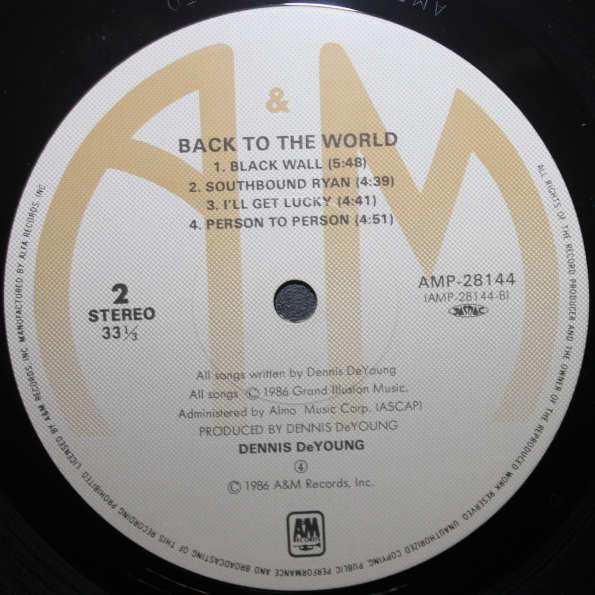 A & M
BACK TO THE WORLD
1. BLACK WALL (5:48)
2. SOUTHBOUND RYAN (4:39)
3. I'LL GET LUCKY (4:41)
4. PERSON TO PERSON (4:51)
2
STEREO
33 1/3
AMP-28144
(AMP-28144-B)
JASRAC
All songs written by Dennis DeYoung
All songs Ⓒ 1986 Grand Illusion Music.
Administered by Almo Music Corp. (ASCAP)
PRODUCED BY DENNIS DeYOUNG
DENNIS DeYOUNG
④
Ⓒ 1986 A&M Records, Inc.
A&M
RECORDS
ALL RIGHTS OF THE RECORD PRODUCER AND THE OWNER OF THE REPRODUCED WORK RESERVED. UNAUTHORIZED COPYING, PUBLIC PERFORMANCE AND BROADCASTING OF THIS RECORDING PROHIBITED. LICENSED BY A&M RECORDS, INC. MANUFACTURED BY ALFA RECORDS, INC.